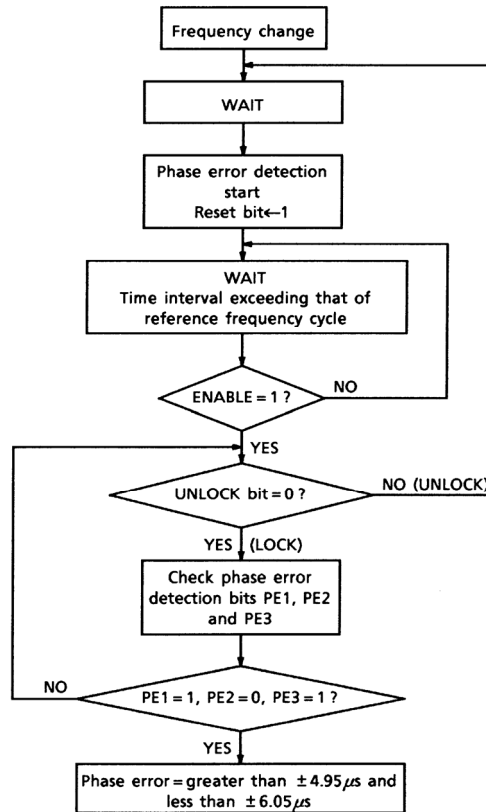 Frequency change
WAIT
Phase error detection
start
Reset bit←1
WAIT
Time interval exceeding that of
reference frequency cycle
ENABLE = 1 ?
NO
YES
UNLOCK bit = 0 ?
NO (UNLOCK)
YES (LOCK)
Check phase error
detection bits PE1, PE2
and PE3
NO
PE1 = 1, PE2 = 0, PE3 = 1 ?
YES
Phase error = greater than ±4.95μs and
less than ±6.05μs